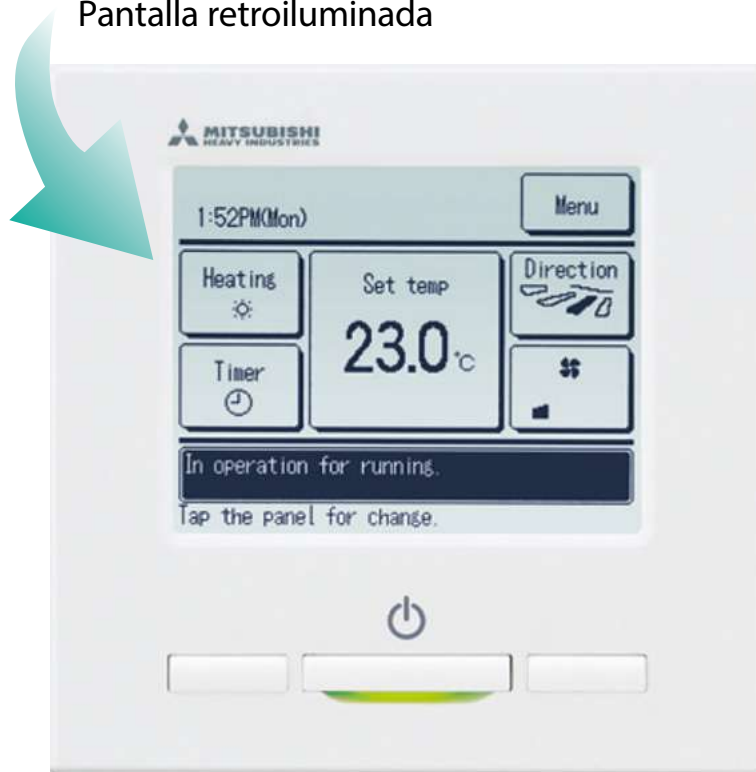 Pantalla retroiluminada
MITSUBISHI
HEAVY INDUSTRIES
1:52PM(Mon)
Menu
Heating
Set temp
Direction
23.0 °C
Timer
In operation for running.
Tap the panel for change.